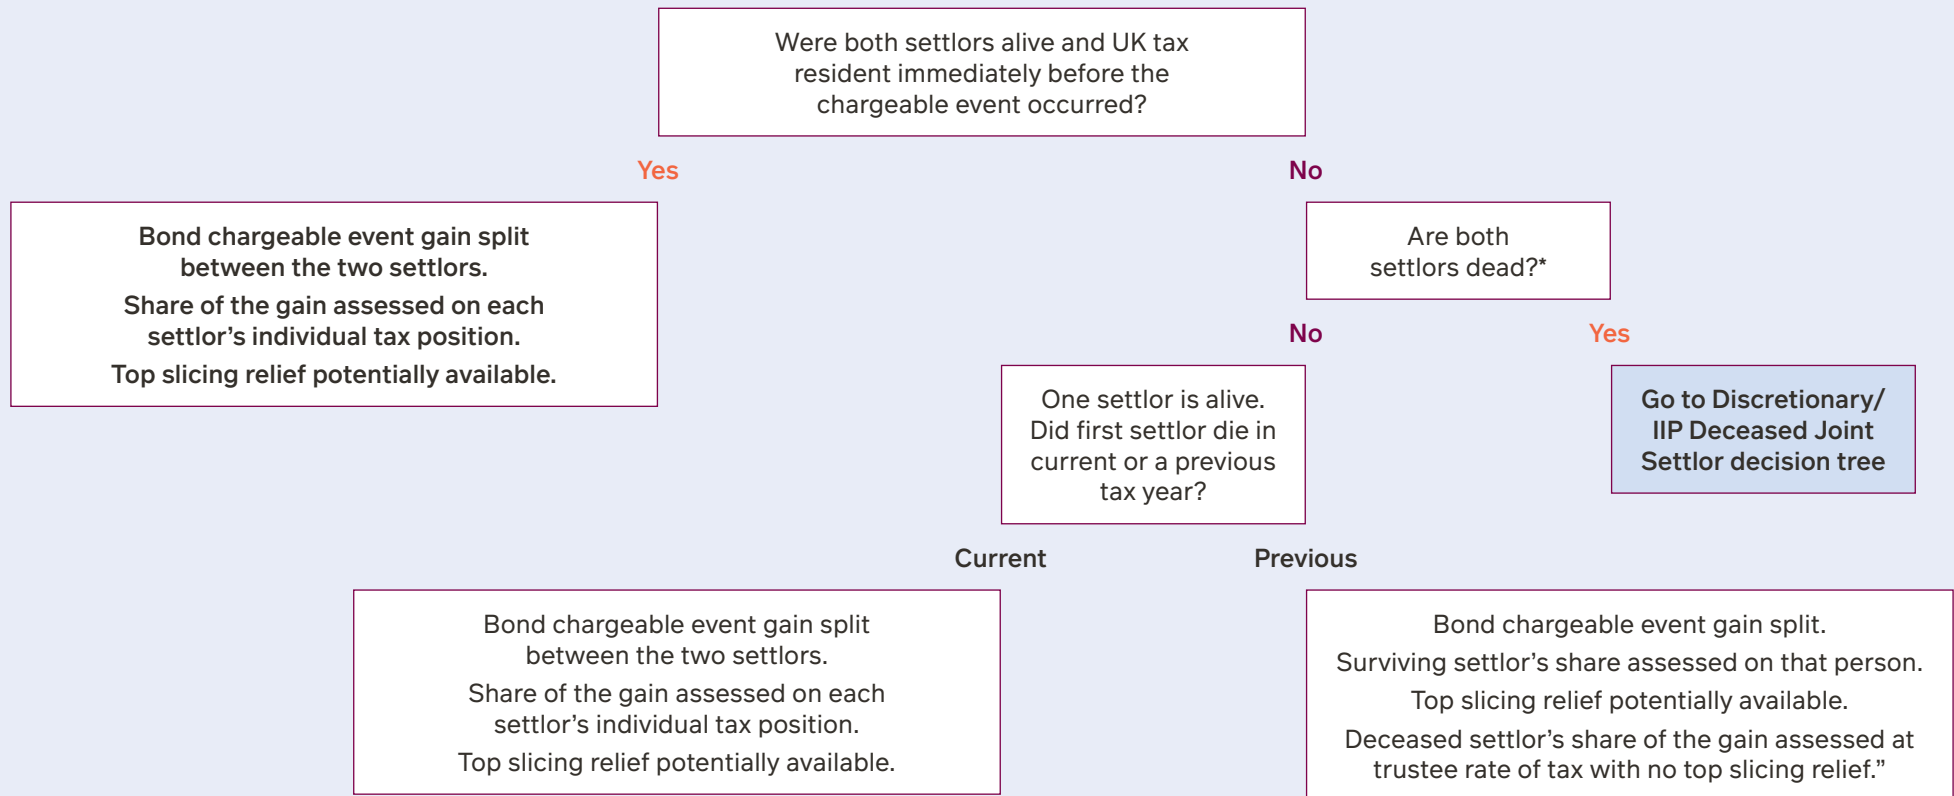 Were both settlors alive and UK tax
resident immediately before the
chargeable event occurred?
Yes
No
Bond chargeable event gain split
between the two settlors.
Share of the gain assessed on each
settlor’s individual tax position.
Top slicing relief potentially available.
Are both
settlors dead?*
No
Yes
One settlor is alive.
Did first settlor die in
current or a previous
tax year?
Go to Discretionary/
IIP Deceased Joint
Settlor decision tree
Current
Previous
Bond chargeable event gain split
between the two settlors.
Share of the gain assessed on each
settlor’s individual tax position.
Top slicing relief potentially available.
Bond chargeable event gain split.
Surviving settlor’s share assessed on that person.
Top slicing relief potentially available.
Deceased settlor’s share of the gain assessed at
trustee rate of tax with no top slicing relief.”